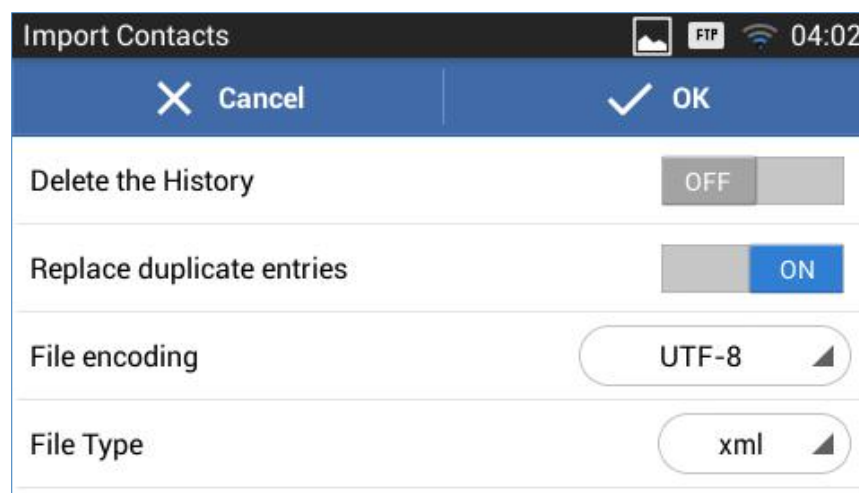 Import Contacts FTP 04:02
Cancel OK
Delete the History OFF
Replace duplicate entries ON
File encoding UTF-8
File Type xml